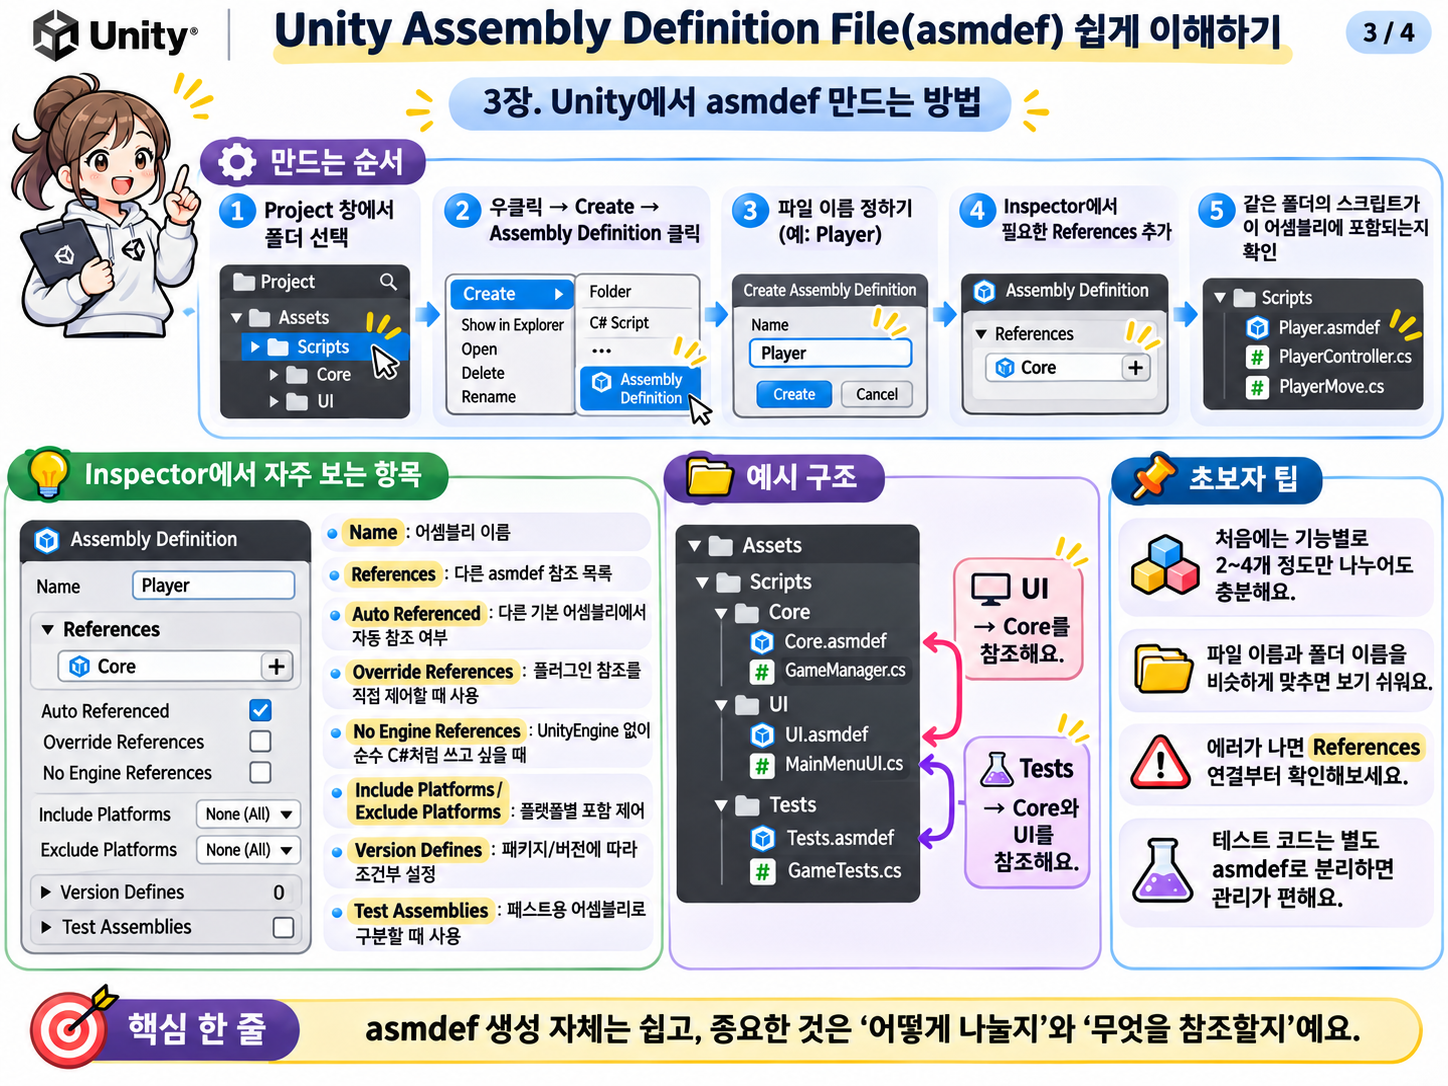 Unity®
Unity Assembly Definition File(asmdef) 쉽게 이해하기
3 / 4
3장. Unity에서 asmdef 만드는 방법
만드는 순서
1 Project 창에서
폴더 선택
Project
Assets
Scripts
Core
UI
2 우클릭 → Create →
Assembly Definition 클릭
Create
Show in Explorer
Open
Delete
Rename
Folder
C# Script
...
Assembly
Definition
3 파일 이름 정하기
(예: Player)
Create Assembly Definition
Name
Player
Create
Cancel
4 Inspector에서
필요한 References 추가
Assembly Definition
References
Core
+
5 같은 폴더의 스크립트가
이 어셈블리에 포함되는지
확인
Scripts
Player.asmdef
# PlayerController.cs
# PlayerMove.cs
Inspector에서 자주 보는 항목
Assembly Definition
Name
Player
References
Core
+
Auto Referenced
Override References
No Engine References
Include Platforms
None (All)
Exclude Platforms
None (All)
Version Defines
0
Test Assemblies
Name : 어셈블리 이름
References : 다른 asmdef 참조 목록
Auto Referenced : 다른 기본 어셈블리에서
자동 참조 여부
Override References : 플러그인 참조를
직접 제어할 때 사용
No Engine References : UnityEngine 없이
순수 C#처럼 쓰고 싶을 때
Include Platforms /
Exclude Platforms : 플랫폴별 포함 제어
Version Defines : 패키지/버전에 따라
조건부 설정
Test Assemblies : 패스트용 어셈블리로
구분할 때 사용
예시 구조
Assets
Scripts
Core
Core.asmdef
# GameManager.cs
UI
UI.asmdef
# MainMenuUI.cs
Tests
Tests.asmdef
# GameTests.cs
UI
→ Core를
참조해요.
Tests
→ Core와
UI를
참조해요.
초보자 팁
처음에는 기능별로
2~4개 정도만 나누어도
충분해요.
파일 이름과 폴더 이름을
비슷하게 맞추면 보기 쉬워요.
에러가 나면 References
연결부터 확인해보세요.
테스트 코드는 별도
asmdef로 분리하면
관리가 편해요.
핵심 한 줄
asmdef 생성 자체는 쉽고, 종요한 것은 ‘어떻게 나눌지’와 ‘무엇을 참조할지’예요.